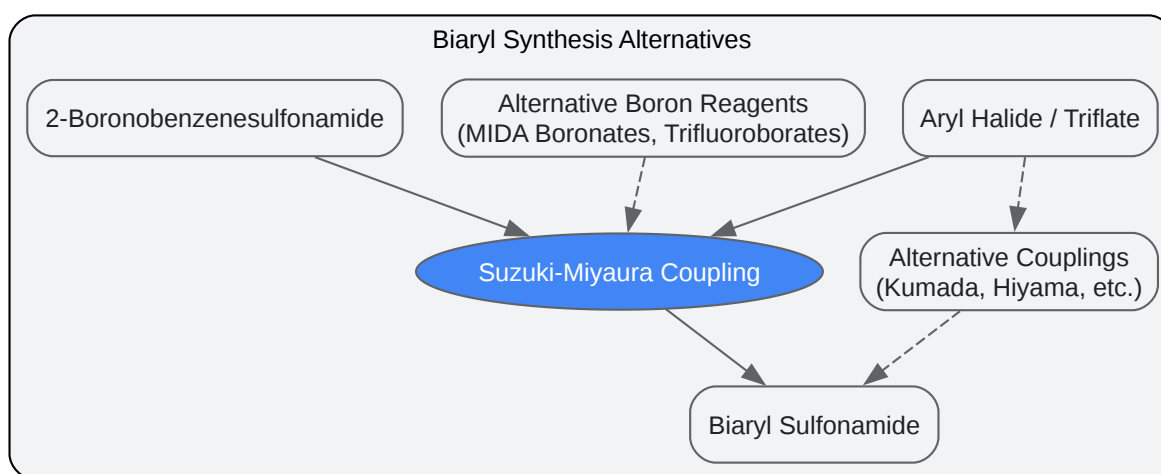 Biaryl Synthesis Alternatives
2-Boronobenzenesulfonamide
Alternative Boron Reagents
(MIDA Boronates, Trifluoroborates)
Aryl Halide / Triflate
Suzuki-Miyaura Coupling
Alternative Couplings
(Kumada, Hiyama, etc.)
Biaryl Sulfonamide